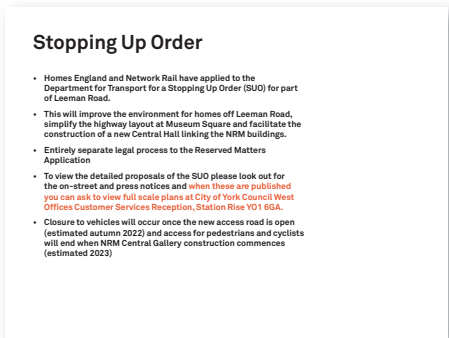 Stopping Up Order
• Homes England and Network Rail have applied to the
Department for Transport for a Stopping Up Order (SUO) for part
of Leeman Road.
• This will improve the environment for homes off Leeman Road,
simplify the highway layout at Museum Square and facilitate the
construction of a new Central Hall linking the NRM buildings.
• Entirely separate legal process to the Reserved Matters
Application
• To view the detailed proposals of the SUO please look out for
the on-street and press notices and when these are published
you can ask to view full scale plans at City of York Council West
Offices Customer Services Reception, Station Rise YO1 6GA.
• Closure to vehicles will occur once the new access road is open
(estimated autumn 2022) and access for pedestrians and cyclists
will end when NRM Central Gallery construction commences
(estimated 2023)